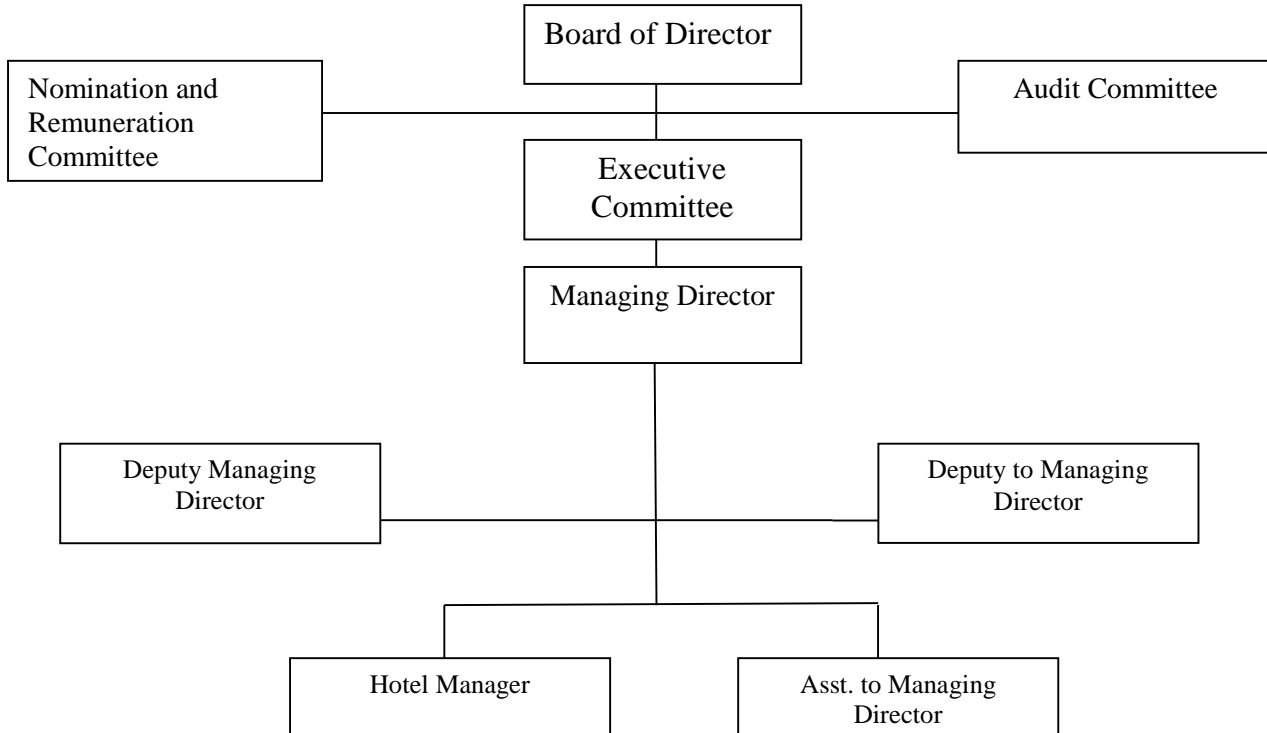 Board of Director
Nomination and
Remuneration
Committee
Audit Committee
Executive
Committee
Managing Director
Deputy Managing
Director
Deputy to Managing
Director
Hotel Manager
Asst. to Managing
Director